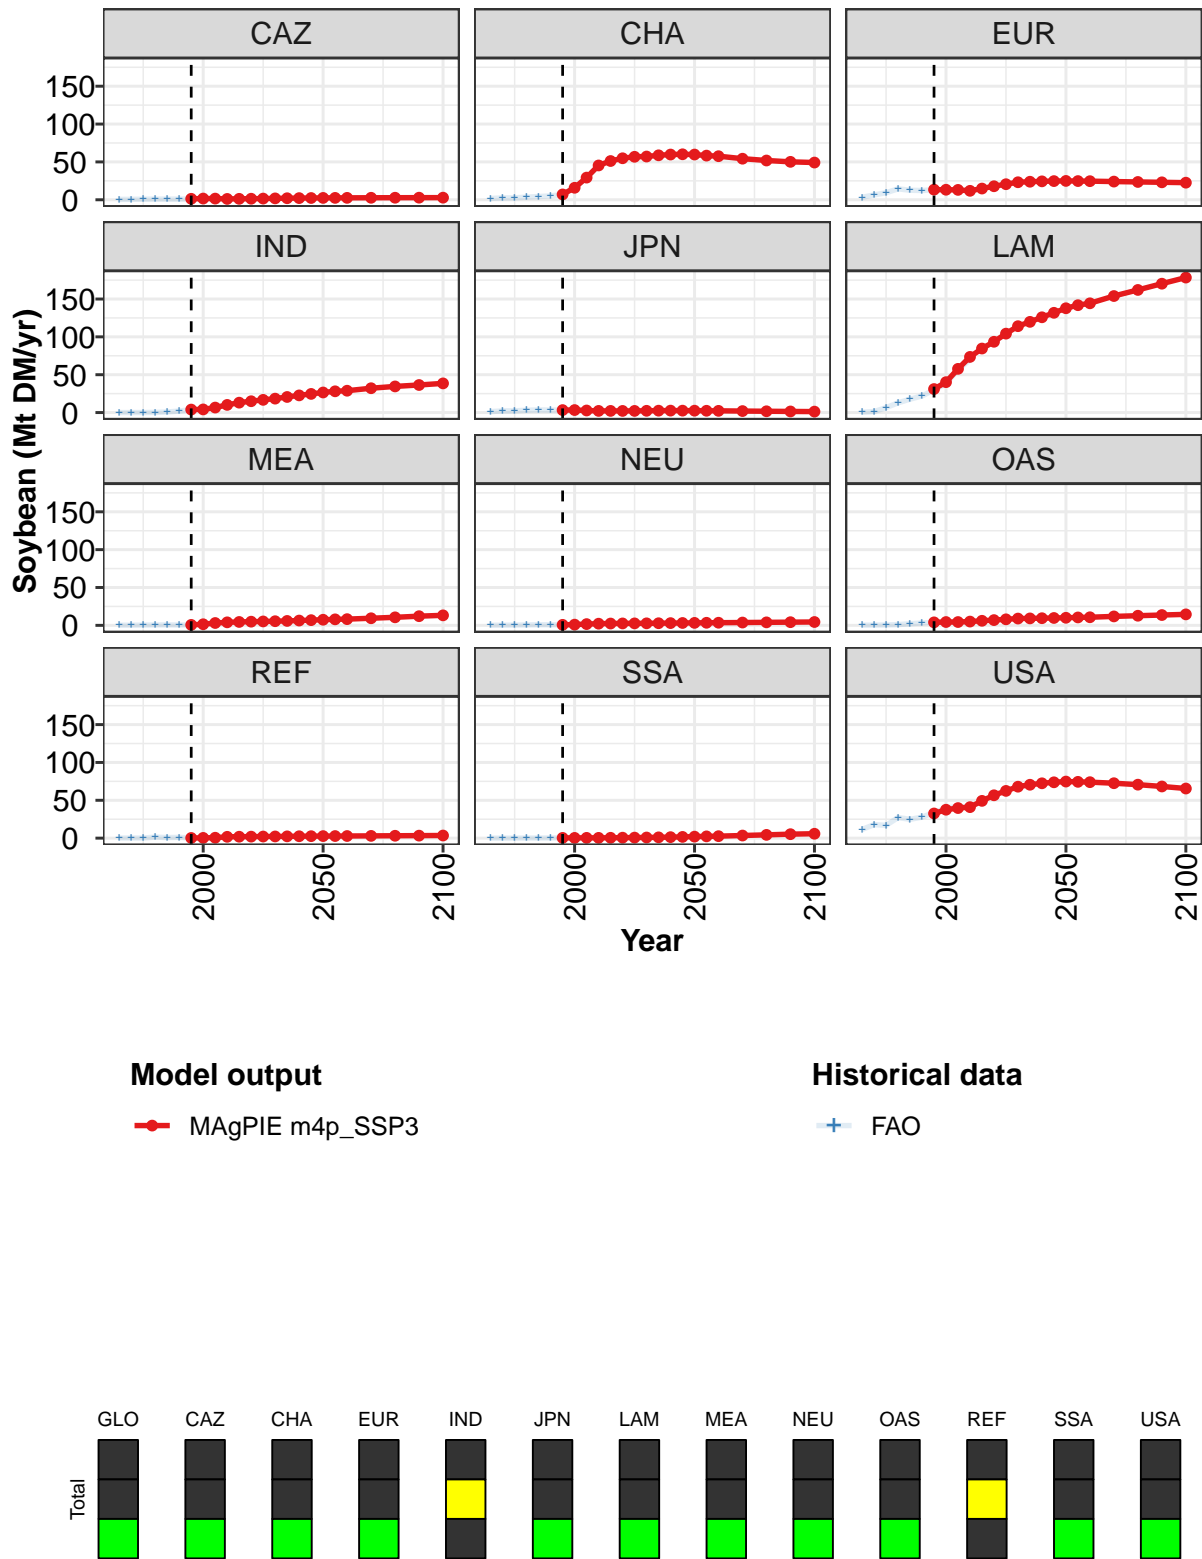 CAZ CHA EUR
150
100
50
0
IND JPN LAM
150
100
50
0
MEA NEU OAS
150
100
50
0
REF SSA USA
150
100
50
0
Soybean (Mt DM/yr)
2000 2050 2100 2000 2050 2100 2000 2050 2100
Year
Model output Historical data
MAgPIE m4p_SSP3 FAO
GLO CAZ CHA EUR IND JPN LAM MEA NEU OAS REF SSA USA
Total